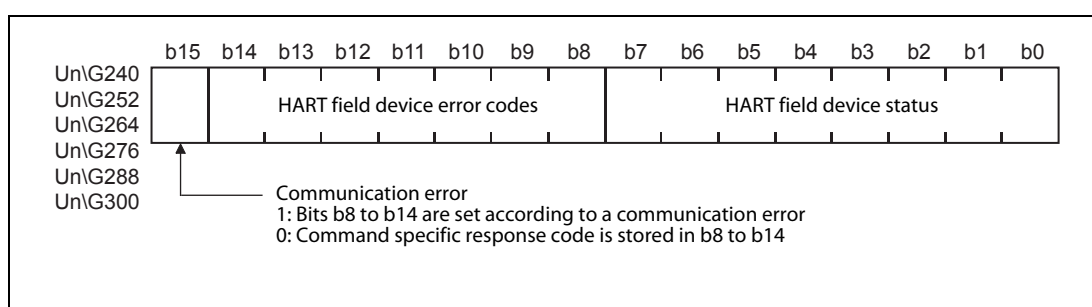 b15 b14 b13 b12 b11 b10 b9 b8 b7 b6 b5 b4 b3 b2 b1 b0
Un\G240
Un\G252
Un\G264
Un\G276
Un\G288
Un\G300
HART field device error codes
HART field device status
Communication error
1: Bits b8 to b14 are set according to a communication error
0: Command specific response code is stored in b8 to b14